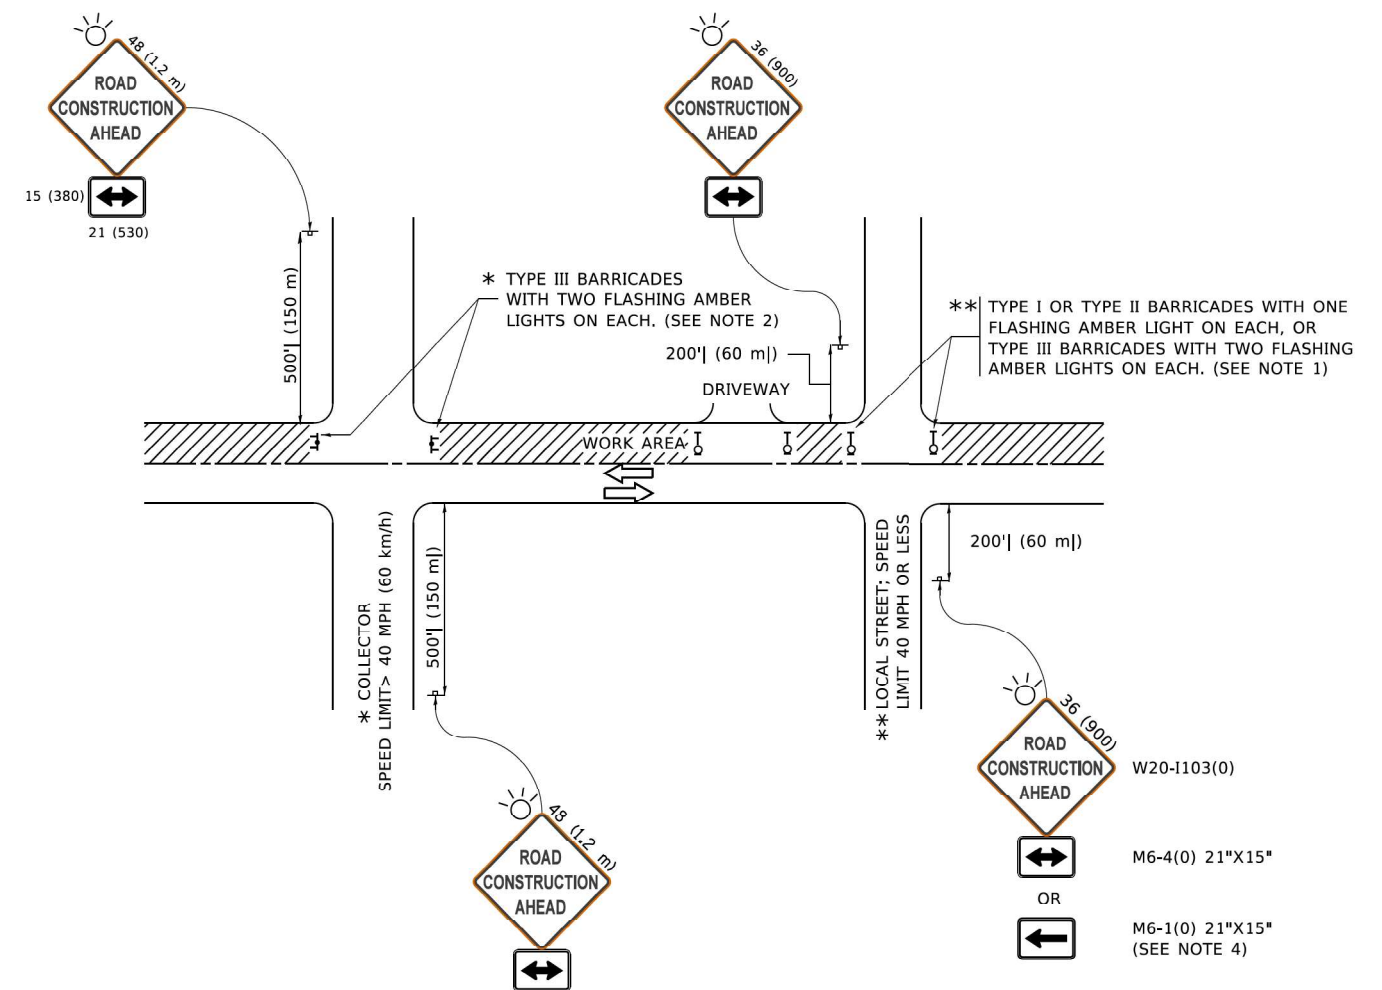 48 (1.2 m)
ROAD
CONSTRUCTION
AHEAD
15 (380)
21 (530)
36 (900)
ROAD
CONSTRUCTION
AHEAD
500'| (150 m)
* TYPE III BARRICADES
WITH TWO FLASHING AMBER
LIGHTS ON EACH. (SEE NOTE 2)
200'| (60 m|)
DRIVEWAY
** TYPE I OR TYPE II BARRICADES WITH ONE
FLASHING AMBER LIGHT ON EACH, OR
TYPE III BARRICADES WITH TWO FLASHING
AMBER LIGHTS ON EACH. (SEE NOTE 1)
WORK AREA
* COLLECTOR
SPEED LIMIT> 40 MPH (60 km/h)
500'| (150 m|)
** LOCAL STREET; SPEED
LIMIT 40 MPH OR LESS
200'| (60 m|)
48 (1.2 m)
ROAD
CONSTRUCTION
AHEAD
36 (900)
ROAD
CONSTRUCTION
AHEAD
W20-I103(0)
M6-4(0) 21"X15"
OR
M6-1(0) 21"X15"
(SEE NOTE 4)